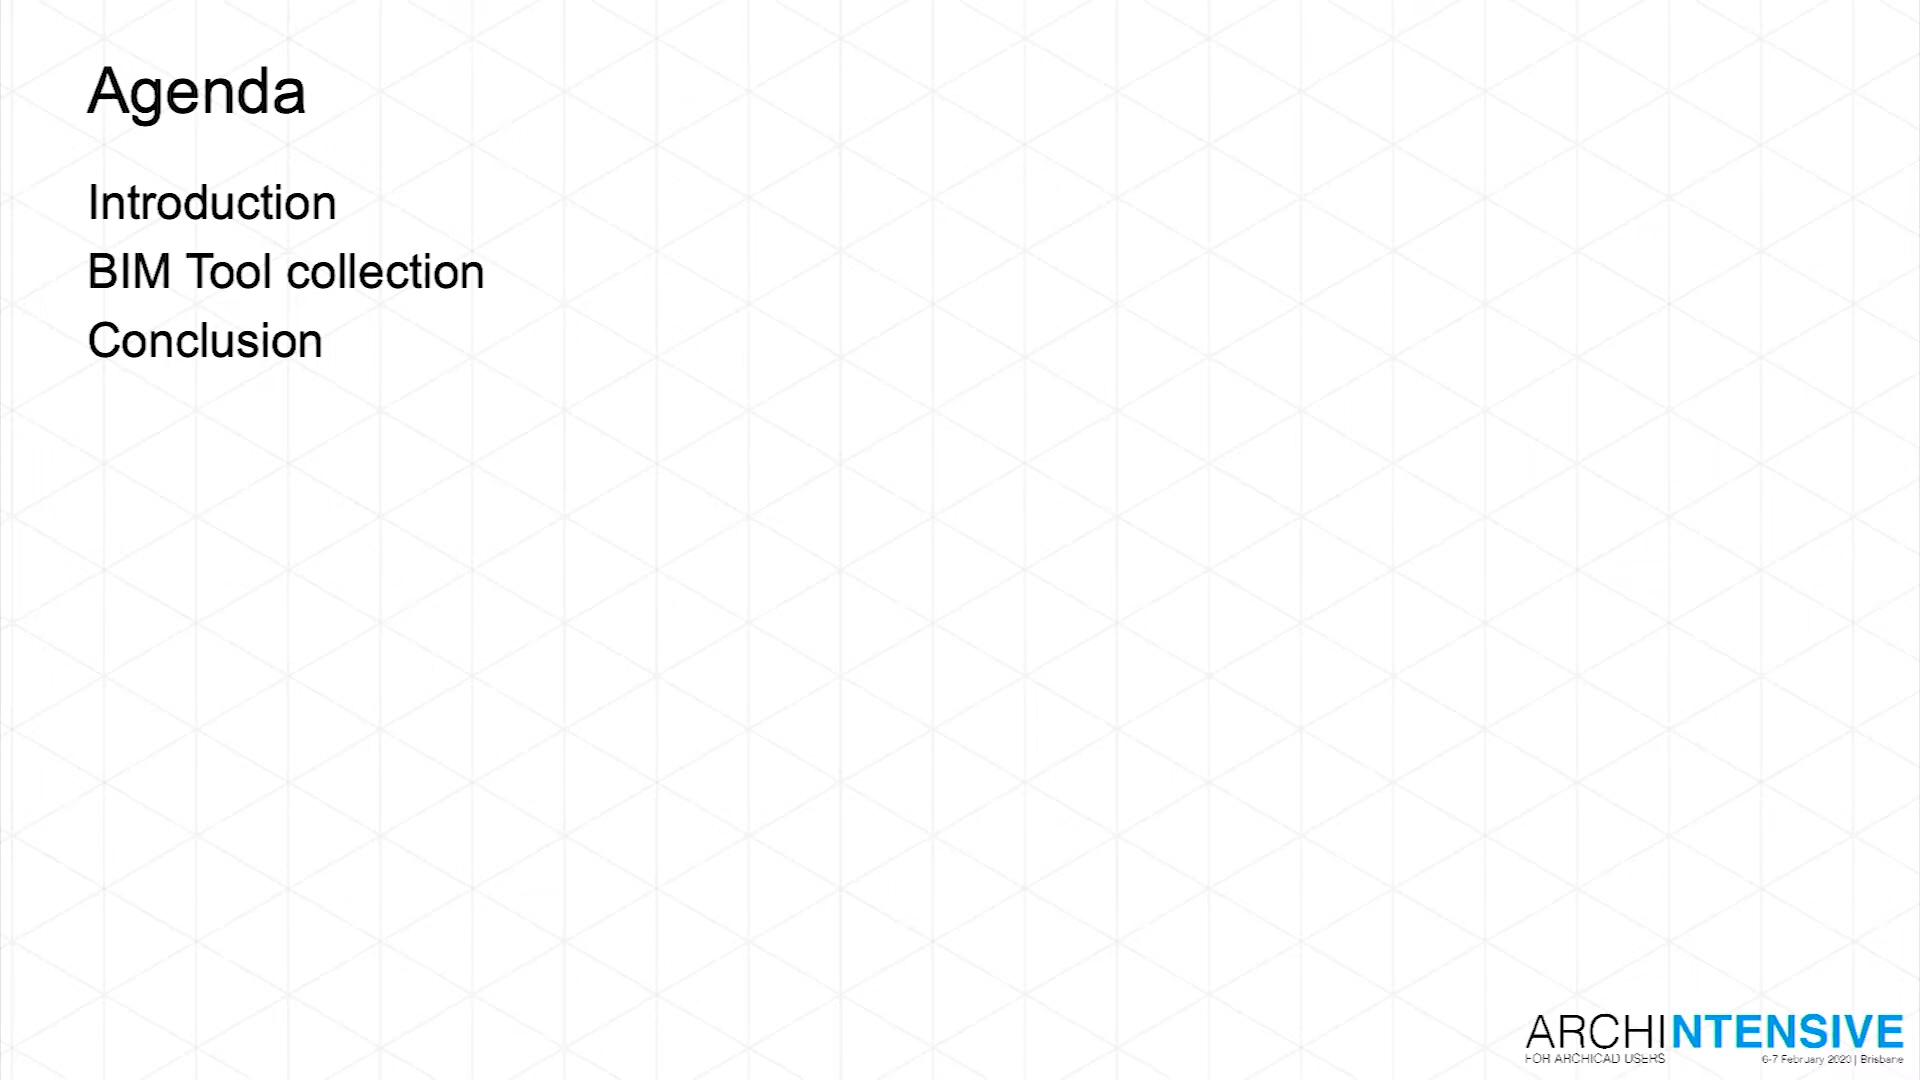 Agenda
Introduction
BIM Tool collection
Conclusion
ARCHINTENSIVE
FOR ARCHICAD USERS
6-7 February 2020 | Brisbane